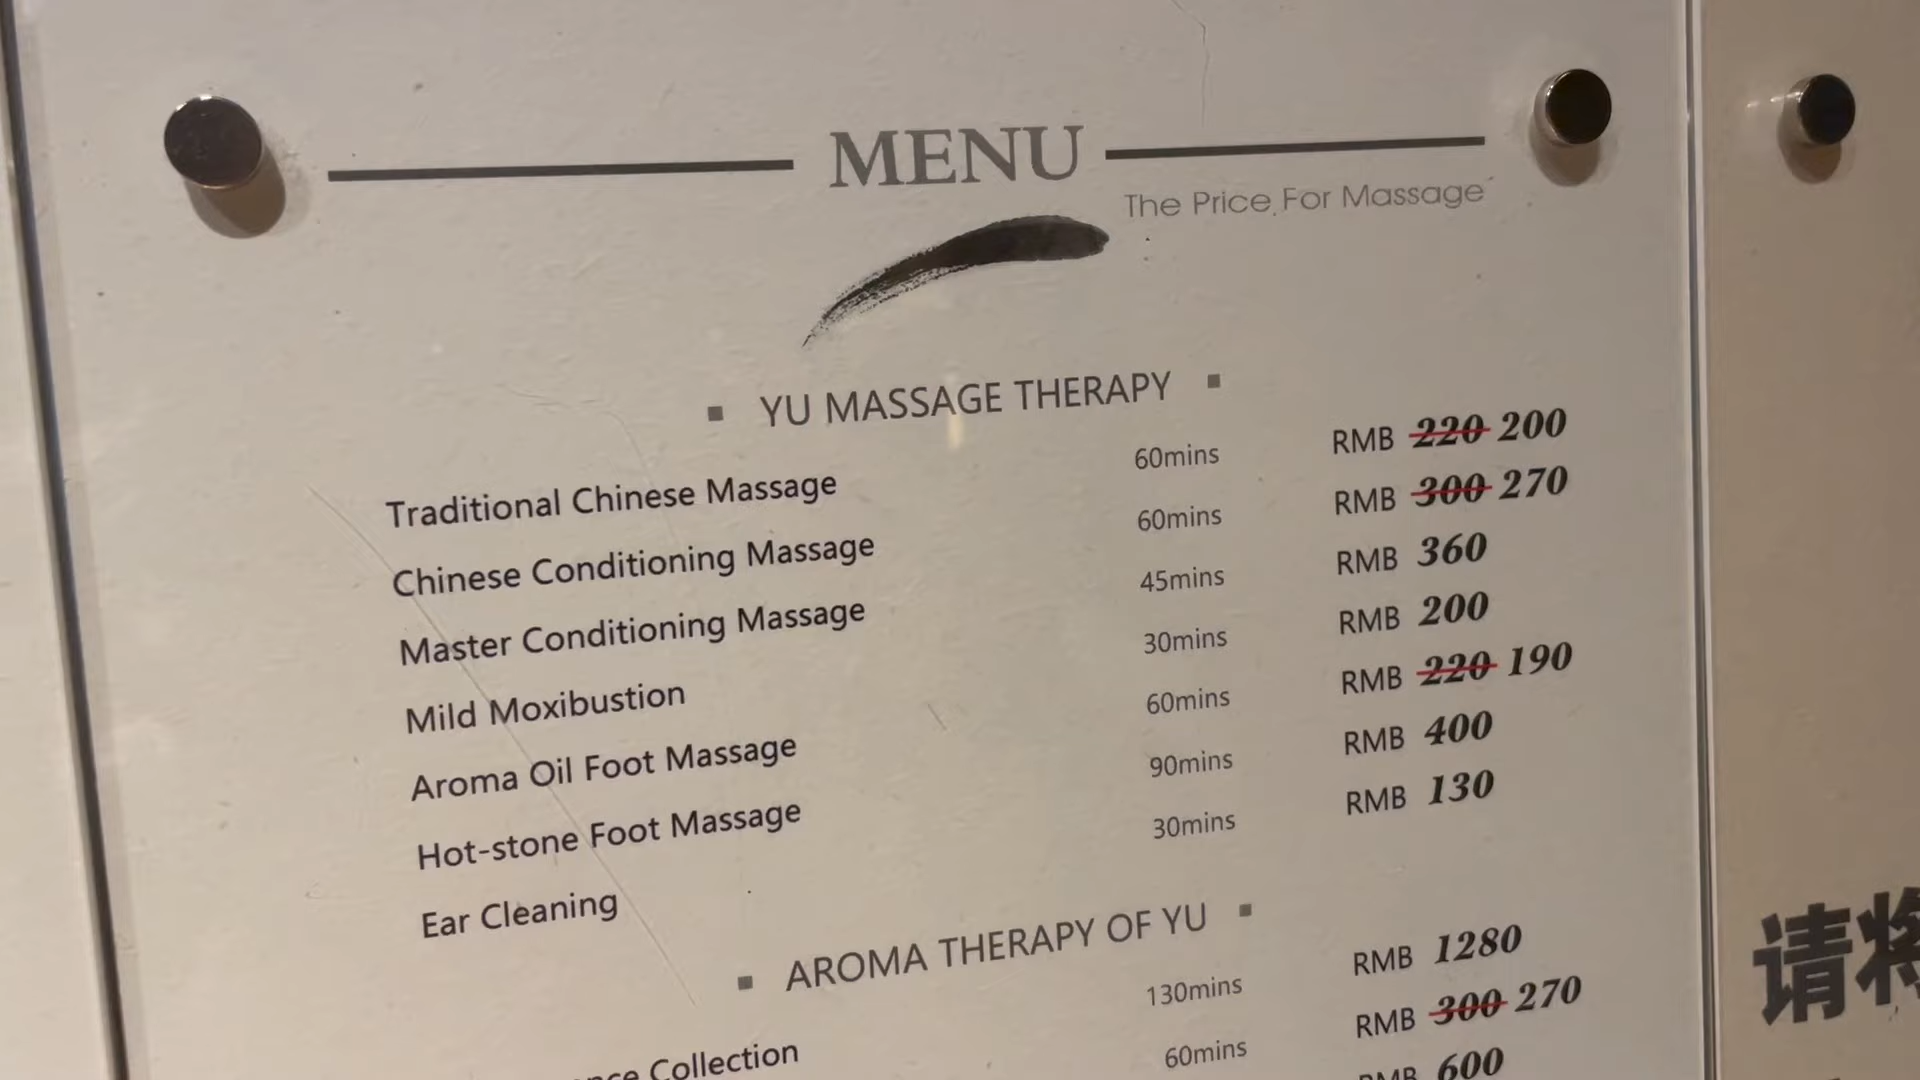 MENU
The Price For Massage
YU MASSAGE THERAPY
Traditional Chinese Massage 60mins RMB 220 200
Chinese Conditioning Massage 60mins RMB 300 270
Master Conditioning Massage 45mins RMB 360
Mild Moxibustion 30mins RMB 200
Aroma Oil Foot Massage 60mins RMB 220 190
Hot-stone Foot Massage 90mins RMB 400
Ear Cleaning 30mins RMB 130
AROMA THERAPY OF YU
Collection 130mins RMB 1280
60mins RMB 300 270
RMB 600
请将